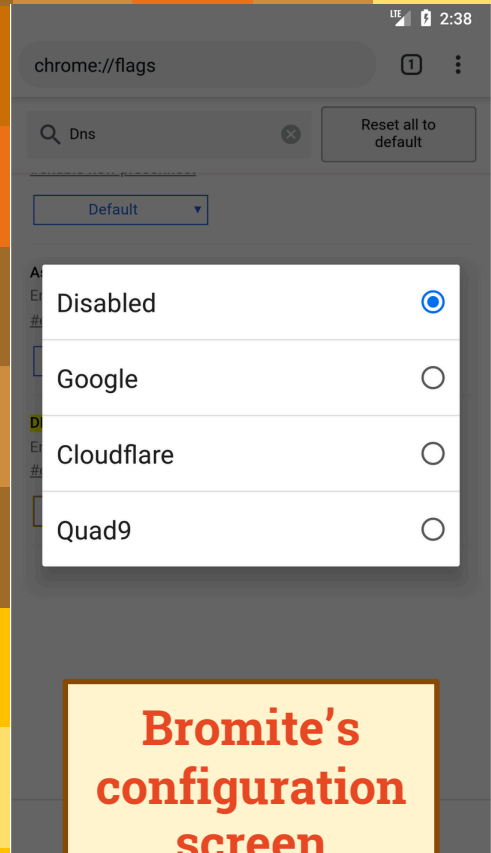 LTE 2:38
chrome://flags
1
Dns
Reset all to
default
Default
Disabled
Google
Cloudflare
Quad9
Bromite’s
configuration
screen